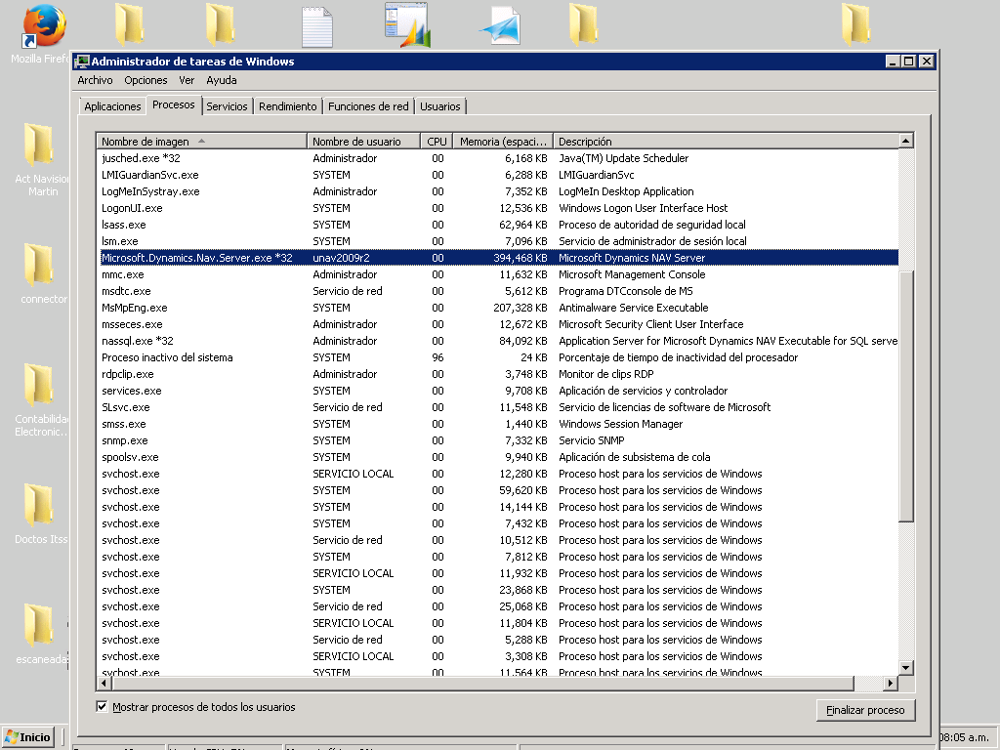 Mozilla Firef
Administrador de tareas de Windows
Archivo Opciones Ver Ayuda
Aplicaciones Procesos Servicios Rendimiento Funciones de red Usuarios
Nombre de imagen Nombre de usuario CPU Memoria (espaci... Descripción
jusched.exe *32 Administrador 00 6,168 KB Java(TM) Update Scheduler
LMIGuardianSvc.exe SYSTEM 00 6,288 KB LMIGuardianSvc
LogMeInSystray.exe Administrador 00 7,352 KB LogMeIn Desktop Application
LogonUI.exe SYSTEM 00 12,536 KB Windows Logon User Interface Host
lsass.exe SYSTEM 00 62,964 KB Proceso de autoridad de seguridad local
lsm.exe SYSTEM 00 7,096 KB Servicio de administrador de sesión local
Microsoft.Dynamics.Nav.Server.exe *32 unav2009r2 00 394,468 KB Microsoft Dynamics NAV Server
mmc.exe Administrador 00 11,632 KB Microsoft Management Console
msdtc.exe Servicio de red 00 5,612 KB Programa DTCconsole de MS
MsMpEng.exe SYSTEM 00 207,328 KB Antimalware Service Executable
msseces.exe Administrador 00 12,672 KB Microsoft Security Client User Interface
nassql.exe *32 Administrador 00 84,092 KB Application Server for Microsoft Dynamics NAV Executable for SQL serve
Proceso inactivo del sistema SYSTEM 96 24 KB Porcentaje de tiempo de inactividad del procesador
rdpclip.exe Administrador 00 3,748 KB Monitor de clips RDP
services.exe SYSTEM 00 9,708 KB Aplicación de servicios y controlador
SLsvc.exe Servicio de red 00 11,548 KB Servicio de licencias de software de Microsoft
smss.exe SYSTEM 00 1,440 KB Windows Session Manager
snmp.exe SYSTEM 00 7,332 KB Servicio SNMP
spoolsv.exe SYSTEM 00 9,940 KB Aplicación de subsistema de cola
svchost.exe SERVICIO LOCAL 00 12,280 KB Proceso host para los servicios de Windows
svchost.exe SYSTEM 00 59,620 KB Proceso host para los servicios de Windows
svchost.exe SYSTEM 00 14,144 KB Proceso host para los servicios de Windows
svchost.exe SYSTEM 00 7,432 KB Proceso host para los servicios de Windows
svchost.exe Servicio de red 00 10,512 KB Proceso host para los servicios de Windows
svchost.exe SYSTEM 00 7,812 KB Proceso host para los servicios de Windows
svchost.exe SERVICIO LOCAL 00 11,932 KB Proceso host para los servicios de Windows
svchost.exe SYSTEM 00 23,868 KB Proceso host para los servicios de Windows
svchost.exe Servicio de red 00 25,068 KB Proceso host para los servicios de Windows
svchost.exe SERVICIO LOCAL 00 11,804 KB Proceso host para los servicios de Windows
svchost.exe Servicio de red 00 5,288 KB Proceso host para los servicios de Windows
svchost.exe SERVICIO LOCAL 00 3,308 KB Proceso host para los servicios de Windows
svchost.exe SYSTEM 00 11,564 KB Proceso host para los servicios de Windows
Mostrar procesos de todos los usuarios
Finalizar proceso
Act Navision
Martin
connector
Contabilidad
Electronic...
Doctos Itss
escaneadas
Inicio
08:05 a.m.